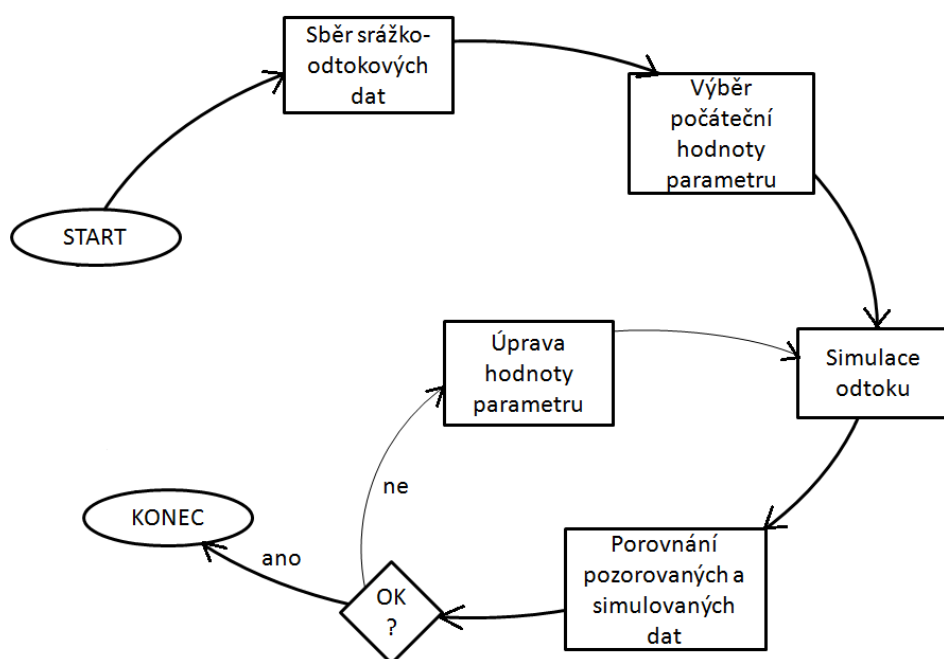 Sběr srážko-
odtokových
dat
Výběr
počáteční
hodnoty
parametru
START
Úprava
hodnoty
parametru
Simulace
odtoku
ne
KONEC
ano
OK
?
Porovnání
pozorovaných a
simulovaných
dat